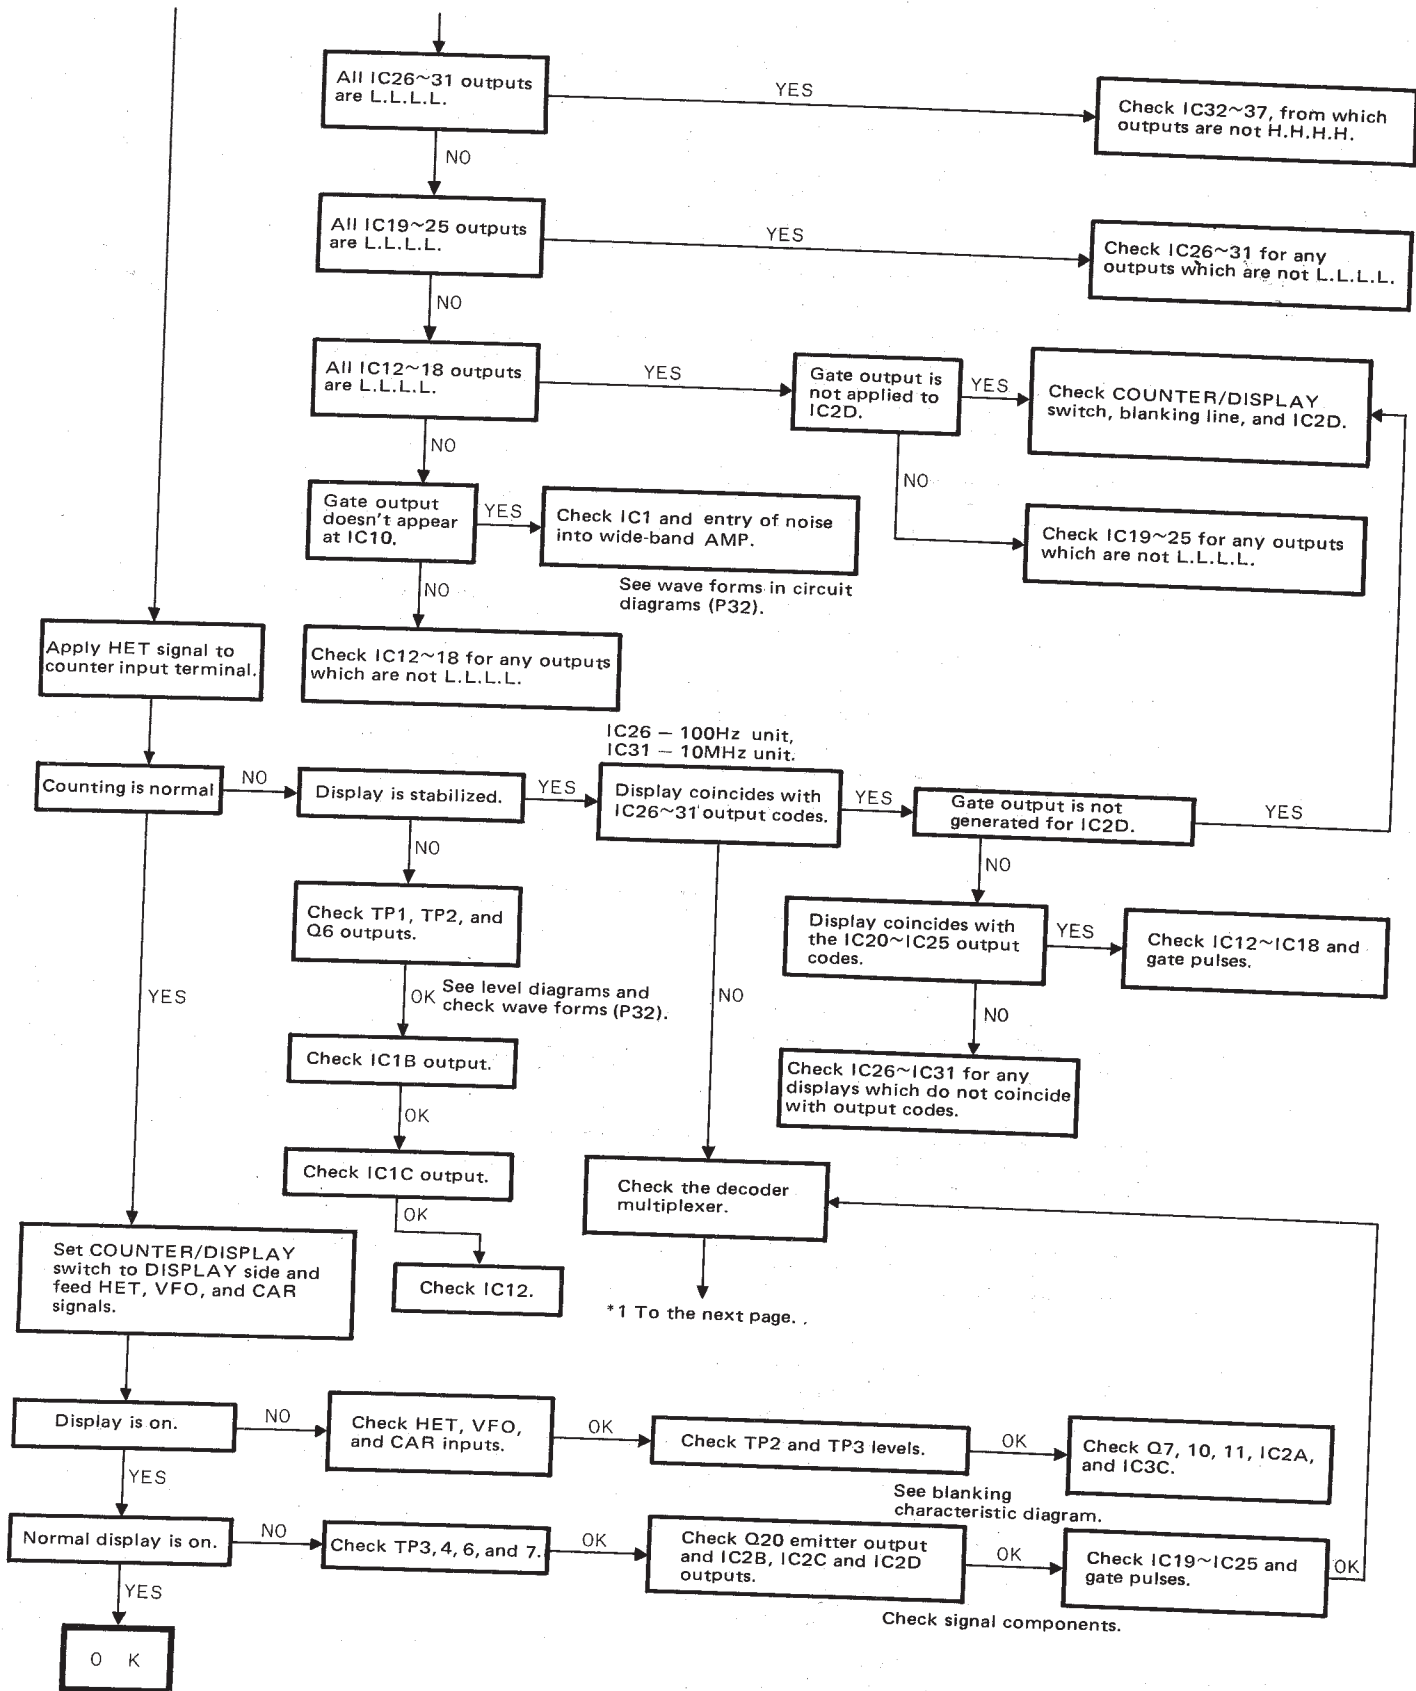 All IC26~31 outputs
are L.L.L.L.
YES
Check IC32~37, from which
outputs are not H.H.H.H.
NO
All IC19~25 outputs
are L.L.L.L.
YES
Check IC26~31 for any
outputs which are not L.L.L.L.
NO
All IC12~18 outputs
are L.L.L.L.
YES
Gate output is
not applied to
IC2D.
YES
Check COUNTER/DISPLAY
switch, blanking line, and IC2D.
NO
NO
Gate output
doesn't appear
at IC10.
YES
Check IC1 and entry of noise
into wide-band AMP.
Check IC19~25 for any outputs
which are not L.L.L.L.
See wave forms in circuit
diagrams (P32).
NO
Apply HET signal to
counter input terminal.
Check IC12~18 for any outputs
which are not L.L.L.L.
IC26 – 100Hz unit,
IC31 – 10MHz unit.
Counting is normal
NO
Display is stabilized.
YES
Display coincides with
IC26~31 output codes.
YES
Gate output is not
generated for IC2D.
YES
NO
NO
Check TP1, TP2, and
Q6 outputs.
Display coincides with
the IC20~IC25 output
codes.
YES
Check IC12~IC18 and
gate pulses.
YES
OK
See level diagrams and
check wave forms (P32).
NO
NO
Check IC1B output.
Check IC26~IC31 for any
displays which do not coincide
with output codes.
OK
Check IC1C output.
Check the decoder
multiplexer.
OK
Set COUNTER/DISPLAY
switch to DISPLAY side and
feed HET, VFO, and CAR
signals.
Check IC12.
*1 To the next page. .
Display is on.
NO
Check HET, VFO,
and CAR inputs.
OK
Check TP2 and TP3 levels.
OK
Check Q7, 10, 11, IC2A,
and IC3C.
YES
See blanking
characteristic diagram.
Normal display is on.
NO
Check TP3, 4, 6, and 7.
OK
Check Q20 emitter output
and IC2B, IC2C and IC2D
outputs.
OK
Check IC19~IC25 and
gate pulses.
OK
YES
Check signal components.
O K